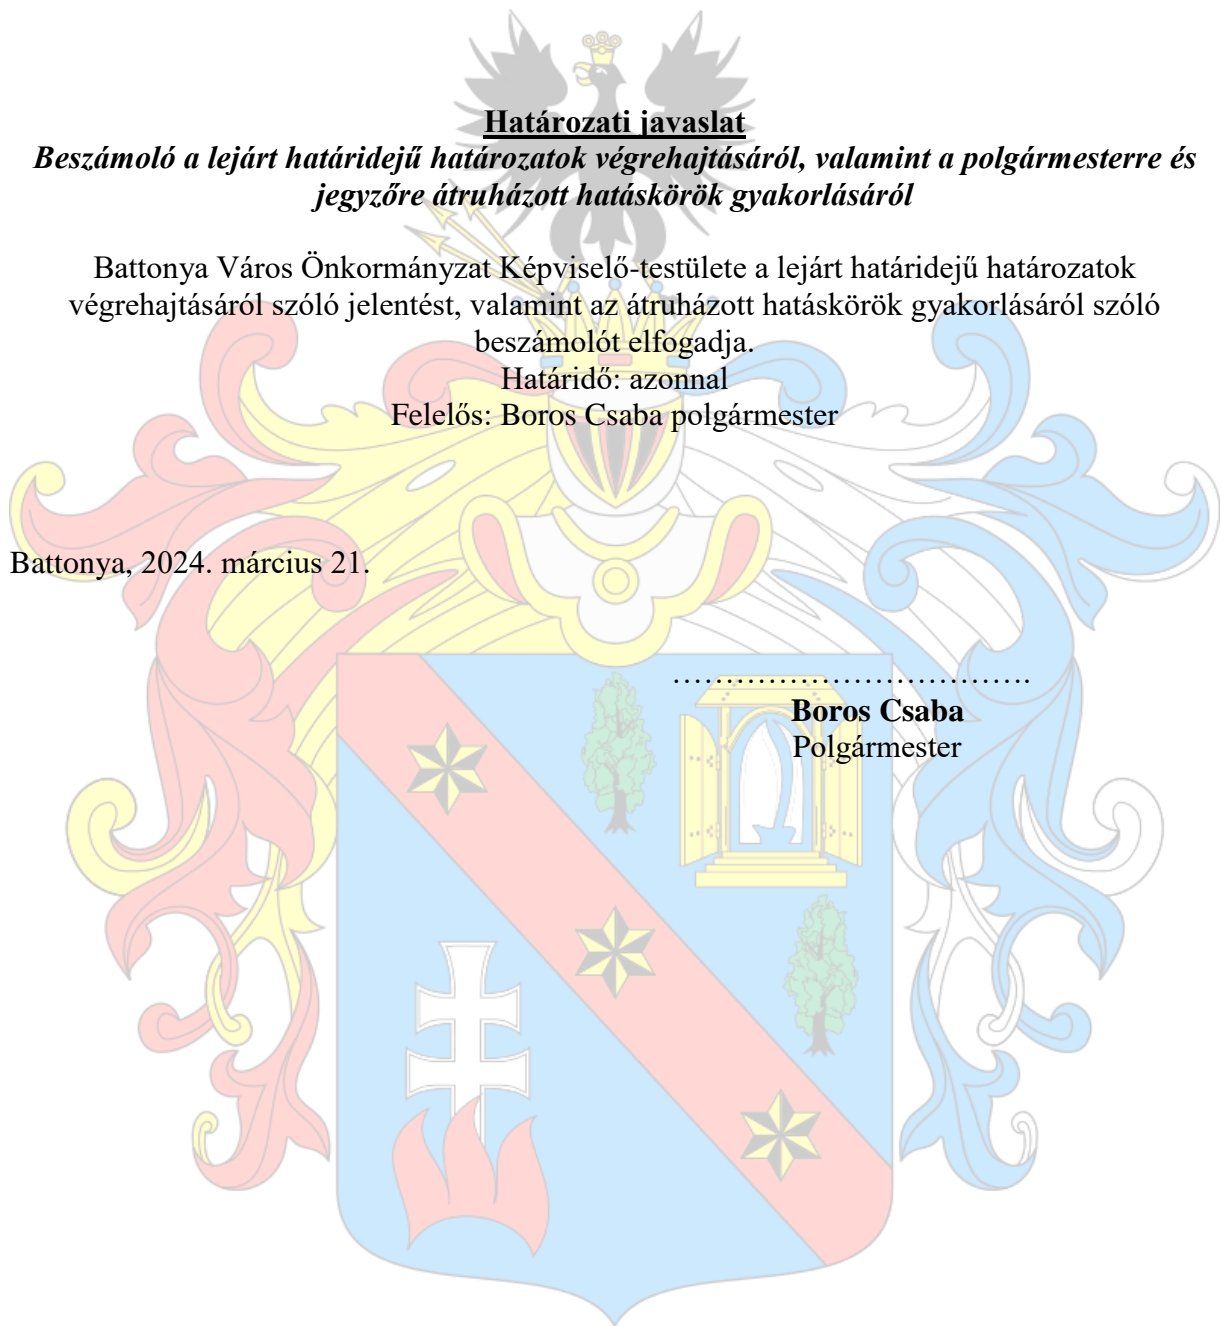 Határozati javaslat
Beszámoló a lejárt határidejű határozatok végrehajtásáról, valamint a polgármesterre és
jegyzőre átruházott hatáskörök gyakorlásáról
Battonya Város Önkormányzat Képviselő-testülete a lejárt határidejű határozatok
végrehajtásáról szóló jelentést, valamint az átruházott hatáskörök gyakorlásáról szóló
beszámolót elfogadja.
Határidő: azonnal
Felelős: Boros Csaba polgármester
Battonya, 2024. március 21.
…………………………….
Boros Csaba
Polgármester